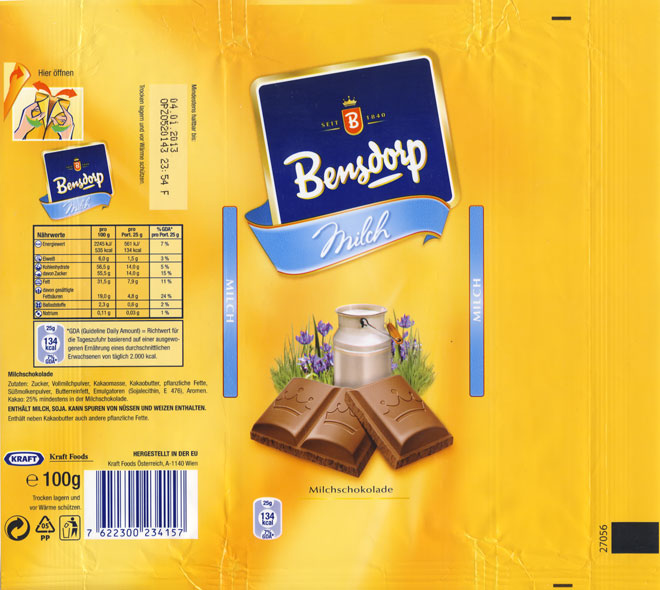 Hier öffnen
Mindestens haltbar bis:
04.01.2013
OPZ0520143 23:54 F
Trocken lagern und vor Wärme schützen.
B
Bensdorp
Milch
Nährwerte pro 100 g pro Port. 25 g %GDA* pro Port. 25 g
Energiewert 2245 kJ/ 535 kcal 561 kJ/ 134 kcal 7 %
Eiweiß 6,0 g 1,5 g 3 %
Kohlenhydrate 56,5 g 14,0 g 5 %
davon Zucker 55,5 g 14,0 g 15 %
Fett 31,5 g 7,9 g 11 %
davon gesättigte Fettsäuren 19,0 g 4,8 g 24 %
Ballaststoffe 2,3 g 0,6 g 2 %
Natrium 0,11 g 0,03 g 1 %
25g
134
kcal
7%
GDA*
*GDA (Guideline Daily Amount) = Richtwert für
die Tageszufuhr basierend auf einer ausgewo-
genen Ernährung eines durchschnittlichen
Erwachsenen von täglich 2.000 kcal.
Milchschokolade
Zutaten: Zucker, Vollmilchpulver, Kakaomasse, Kakaobutter, pflanzliche Fette,
Süßmolkenpulver, Butterreinfett, Emulgatoren (Sojalecithin, E 476), Aromen.
Kakao: 25% mindestens in der Milchschokolade.
ENTHÄLT MILCH, SOJA. KANN SPUREN VON NÜSSEN UND WEIZEN ENTHALTEN.
Enthält neben Kakaobutter auch andere pflanzliche Fette.
KRAFT Kraft Foods
HERGESTELLT IN DER EU
Kraft Foods Österreich, A-1140 Wien
e 100g
Trocken lagern und
vor Wärme schützen.
05
PP
7 622300 234157
SEIT B 1840
Bensdorp
Milch
MILCH
MILCH
Milchschokolade
25g
134
kcal
7%
GDA*
27056